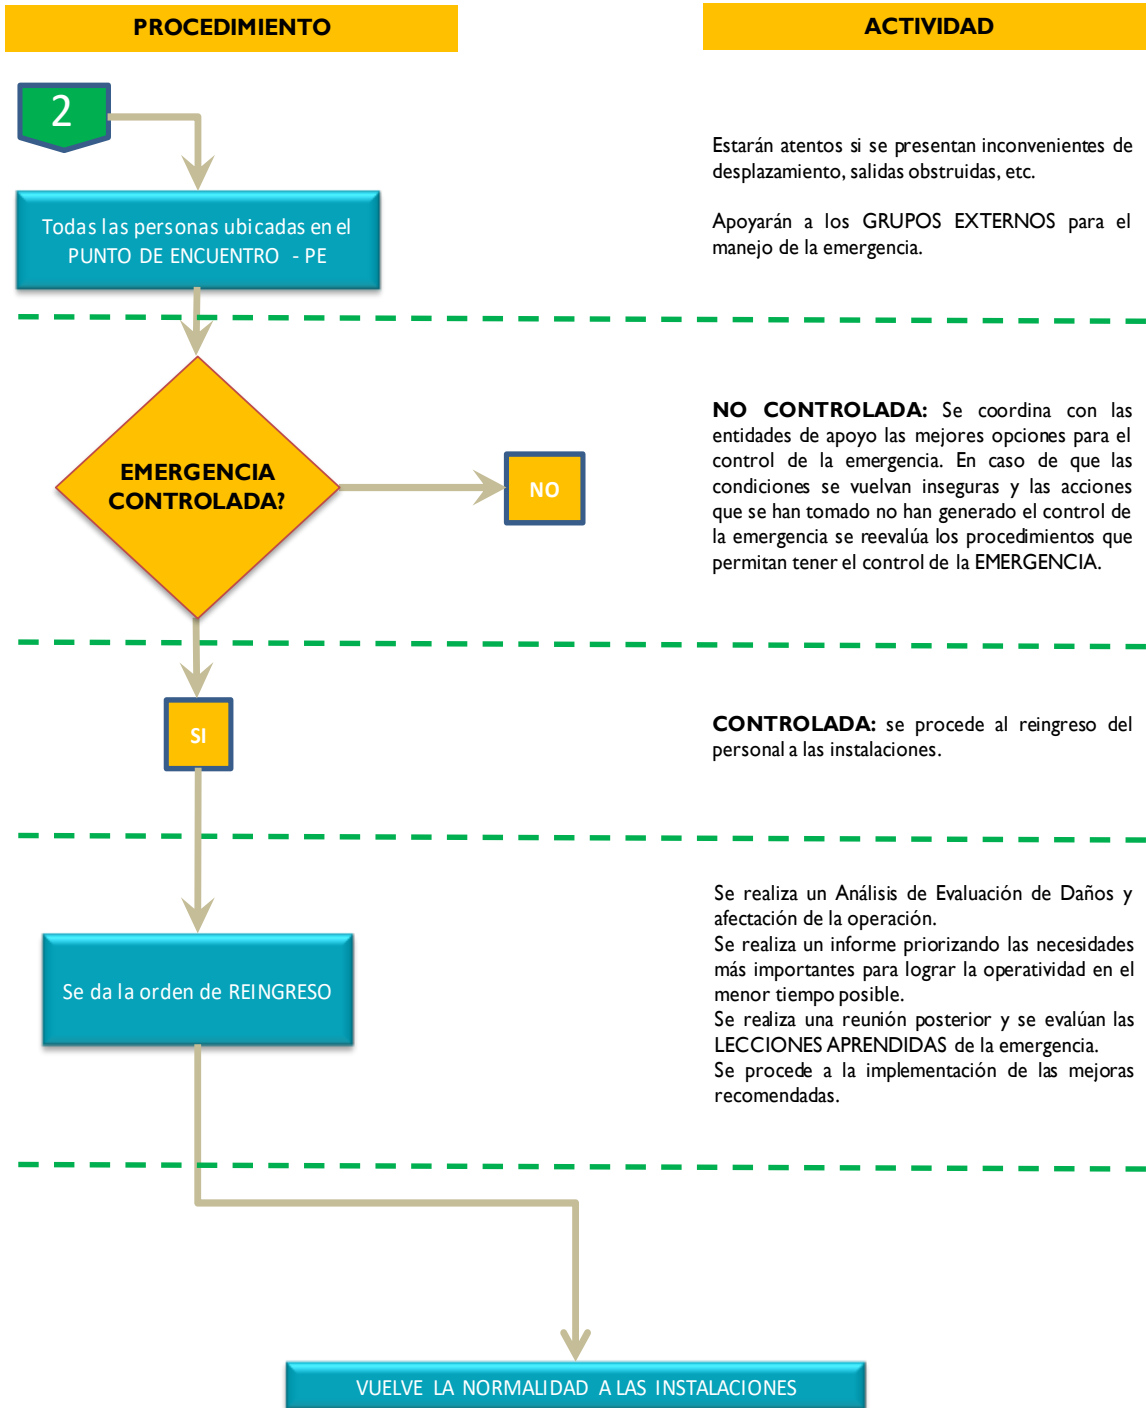 PROCEDIMIENTO
ACTIVIDAD
2
Todas las personas ubicadas en el
PUNTO DE ENCUENTRO - PE
Estarán atentos si se presentan inconvenientes de
desplazamiento, salidas obstruidas, etc.
Apoyarán a los GRUPOS EXTERNOS para el
manejo de la emergencia.
EMERGENCIA
CONTROLADA?
NO
NO CONTROLADA: Se coordina con las
entidades de apoyo las mejores opciones para el
control de la emergencia. En caso de que las
condiciones se vuelvan inseguras y las acciones
que se han tomado no han generado el control de
la emergencia se reevalúa los procedimientos que
permitan tener el control de la EMERGENCIA.
SI
CONTROLADA: se procede al reingreso del
personal a las instalaciones.
Se da la orden de REINGRESO
Se realiza un Análisis de Evaluación de Daños y
afectación de la operación.
Se realiza un informe priorizando las necesidades
más importantes para lograr la operatividad en el
menor tiempo posible.
Se realiza una reunión posterior y se evalúan las
LECCIONES APRENDIDAS de la emergencia.
Se procede a la implementación de las mejoras
recomendadas.
VUELVE LA NORMALIDAD A LAS INSTALACIONES